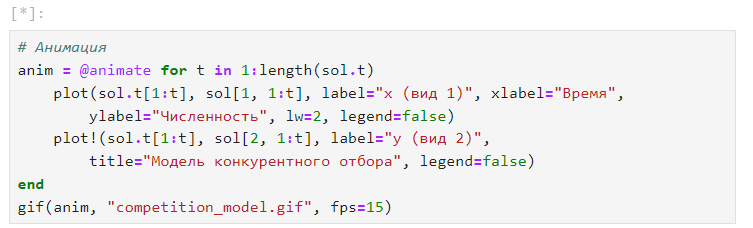 [*]:
# Анимация
anim = @animate for t in 1:length(sol.t)
    plot(sol.t[1:t], sol[1, 1:t], label="x (вид 1)", xlabel="Время",
        ylabel="Численность", lw=2, legend=false)
    plot!(sol.t[1:t], sol[2, 1:t], label="y (вид 2)",
        title="Модель конкурентного отбора", legend=false)
end
gif(anim, "competition_model.gif", fps=15)